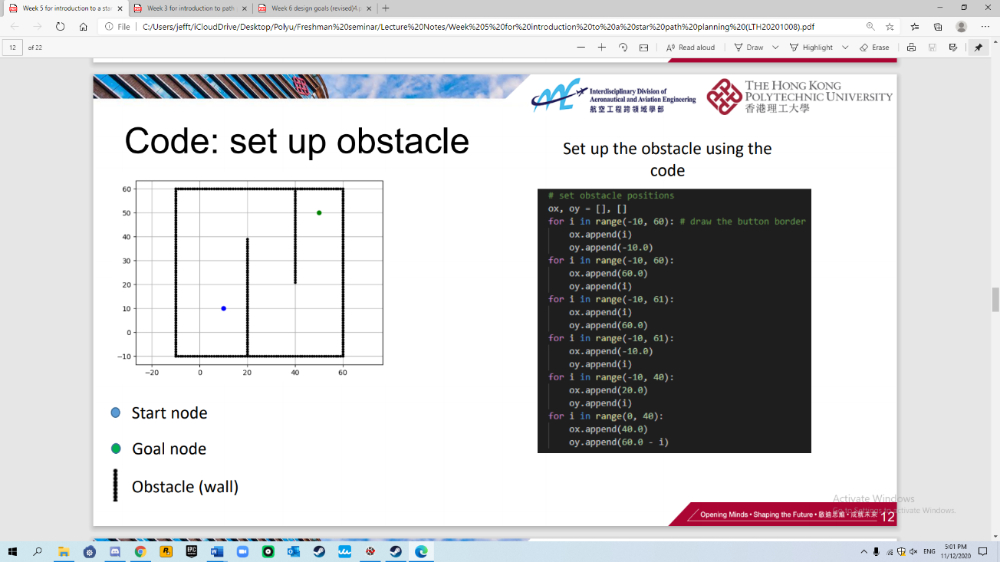 Week 5 for introduction to a star
Week 3 for introduction to path
Week 6 design goals (revised)4.p
File
C:/Users/jefft/iCloudDrive/Desktop/Polyu/Freshman%20seminar/Lecture%20Notes/Week%205%20for%20introduction%20to%20a%20star%20path%20planning%20(LTH20201008).pdf
12 of 22
Read aloud
Draw
Highlight
Erase
Interdisciplinary Division of
Aeronautical and Aviation Engineering
航空工程跨領域學部
THE HONG KONG
POLYTECHNIC UNIVERSITY
香港理工大學
Code: set up obstacle
60
50
40
30
20
10
0
−10
−20 0 20 40 60
Start node
Goal node
Obstacle (wall)
Set up the obstacle using the
code
# set obstacle positions
ox, oy = [], []
for i in range(-10, 60): # draw the button border
ox.append(i)
oy.append(-10.0)
for i in range(-10, 60):
ox.append(60.0)
oy.append(i)
for i in range(-10, 61):
ox.append(i)
oy.append(60.0)
for i in range(-10, 61):
ox.append(-10.0)
oy.append(i)
for i in range(-10, 40):
ox.append(20.0)
oy.append(i)
for i in range(0, 40):
ox.append(40.0)
oy.append(60.0 - i)
Activate Windows
Go to Settings to activate Windows.
Opening Minds • Shaping the Future • 啟迪思維 • 成就未來 12
ENG
5:01 PM
11/12/2020